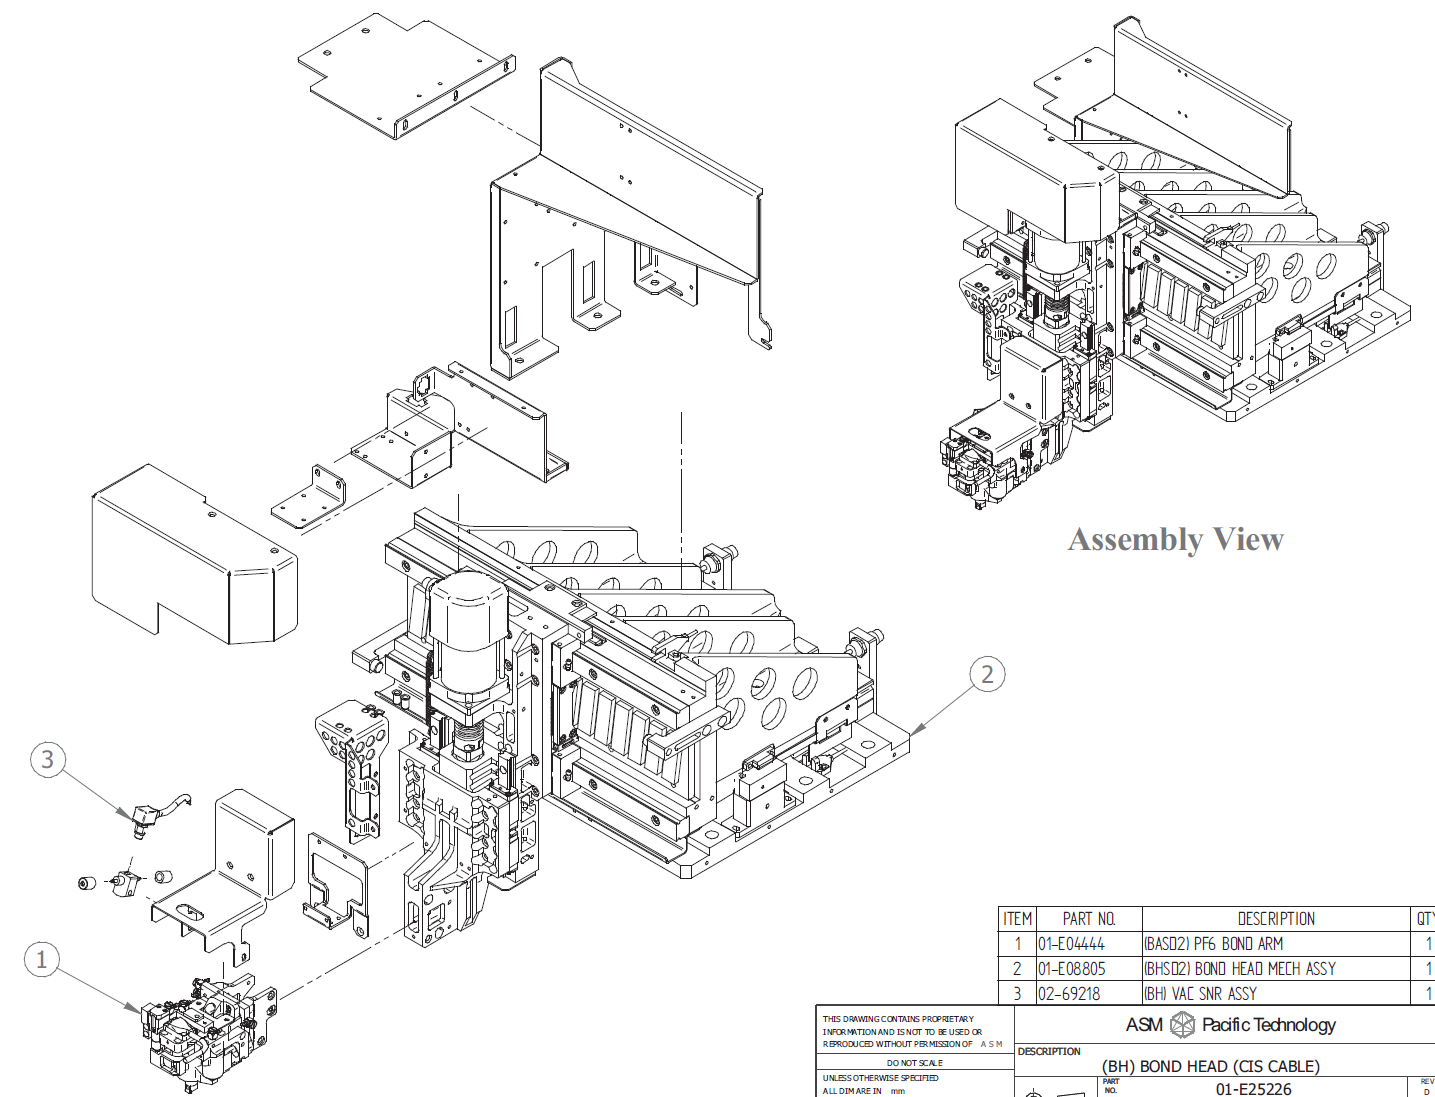 Assembly View
2
3
1
ITEM PART NO. DESCRIPTION QTY
1 01-E04444 (BAS02) PF6 BOND ARM 1
2 01-E08805 (BHS02) BOND HEAD MECH ASSY 1
3 02-69218 (BH) VAC SNR ASSY 1
THIS DRAWING CONTAINS PROPRIETARY
INFORMATION AND IS NOT TO BE USED OR
REPRODUCED WITHOUT PERMISSION OF A S M
DO NOT SCALE
UNLESS OTHERWISE SPECIFIED
ALL DIM ARE IN mm
ASM Pacific Technology
DESCRIPTION
(BH) BOND HEAD (CIS CABLE)
PART
NO.
01-E25226
REV
D